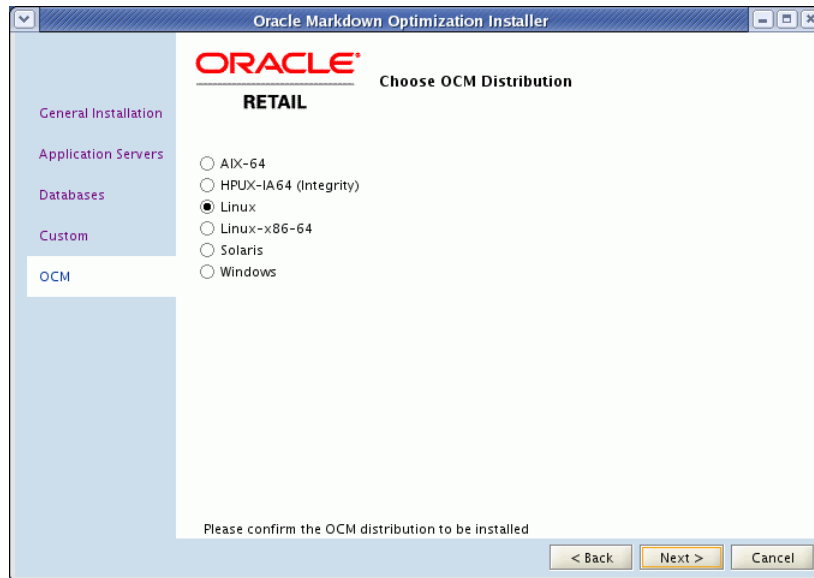 Oracle Markdown Optimization Installer
ORACLE
RETAIL
Choose OCM Distribution
General Installation
Application Servers
Databases
Custom
OCM
AIX-64
HPUX-IA64 (Integrity)
Linux
Linux-x86-64
Solaris
Windows
Please confirm the OCM distribution to be installed
< Back
Next >
Cancel